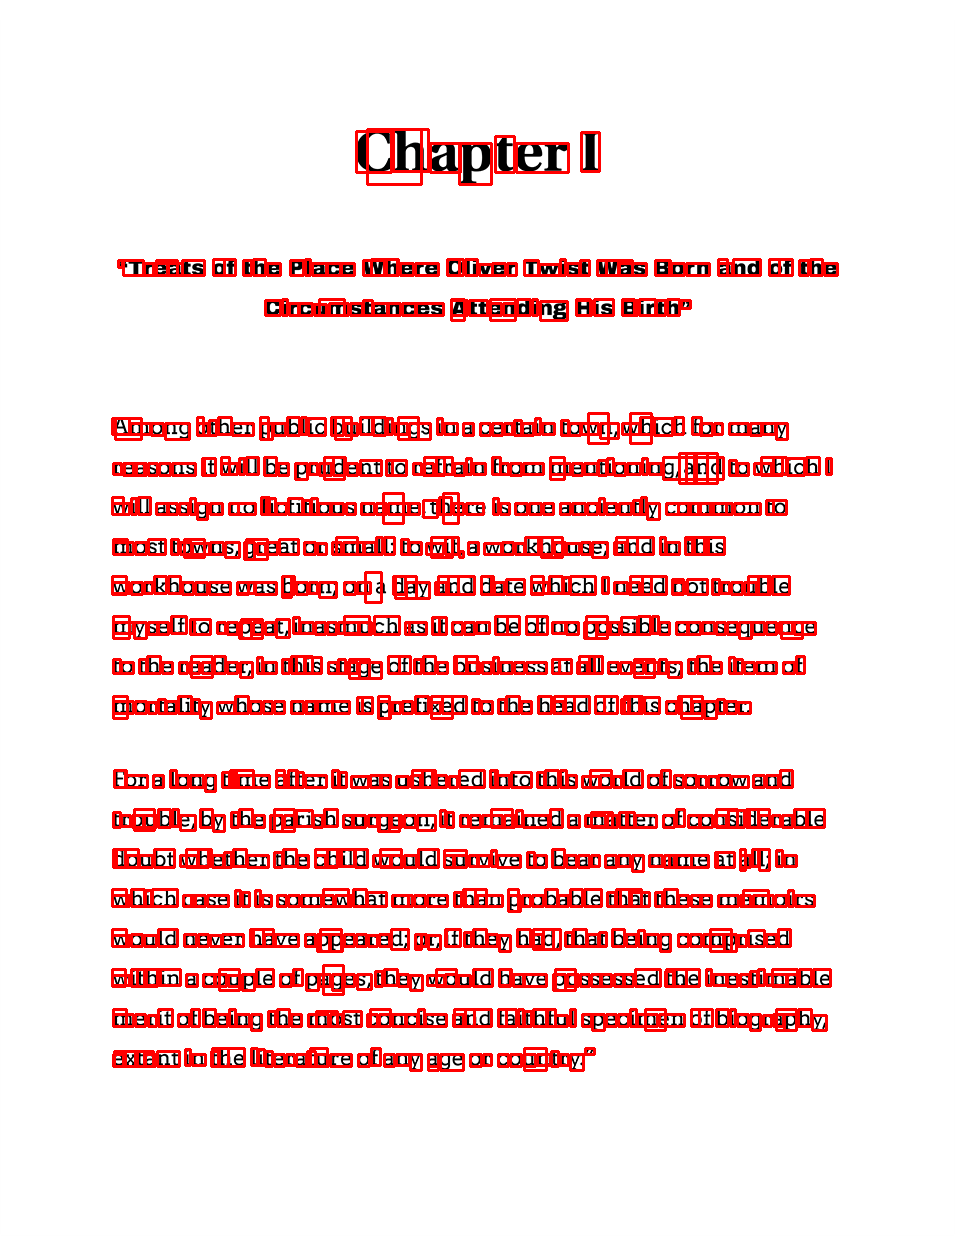 Chapter I
"Treats of the Place Where Oliver Twist Was Born and of the
Circumstances Attending His Birth"
Among other public buildings in a certain town, which for many
reasons it will be prudent to refrain from mentioning, and to which I
will assign no fictitious name, there is one anciently common to
most towns, great or small: to wit, a workhouse; and in this
workhouse was born, on a day and date which I need not trouble
myself to repeat, inasmuch as it can be of no possible consequence
to the reader, in this stage of the business at all events, the item of
mortality whose name is prefixed to the head of this chapter.
For a long time after it was ushered into this world of sorrow and
trouble, by the parish surgeon, it remained a matter of considerable
doubt whether the child would survive to bear any name at all; in
which case it is somewhat more than probable that these memoirs
would never have appeared; or, if they had, that being comprised
within a couple of pages, they would have possessed the inestimable
merit of being the most concise and faithful specimen of biography,
extant in the literature of any age or country."